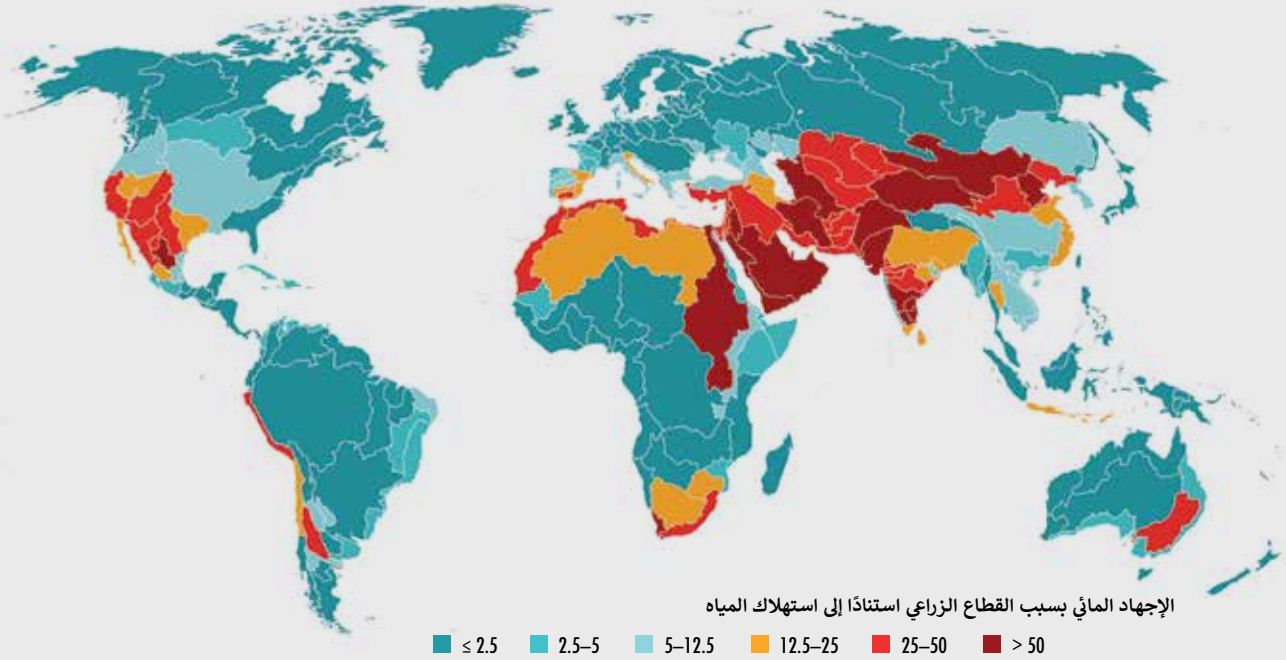 الإجهاد المائي بسبب القطاع الزراعي استنادًا إلى استهلاك المياه
≤ 2.5 2.5–5 5–12.5 12.5–25 25–50 > 50